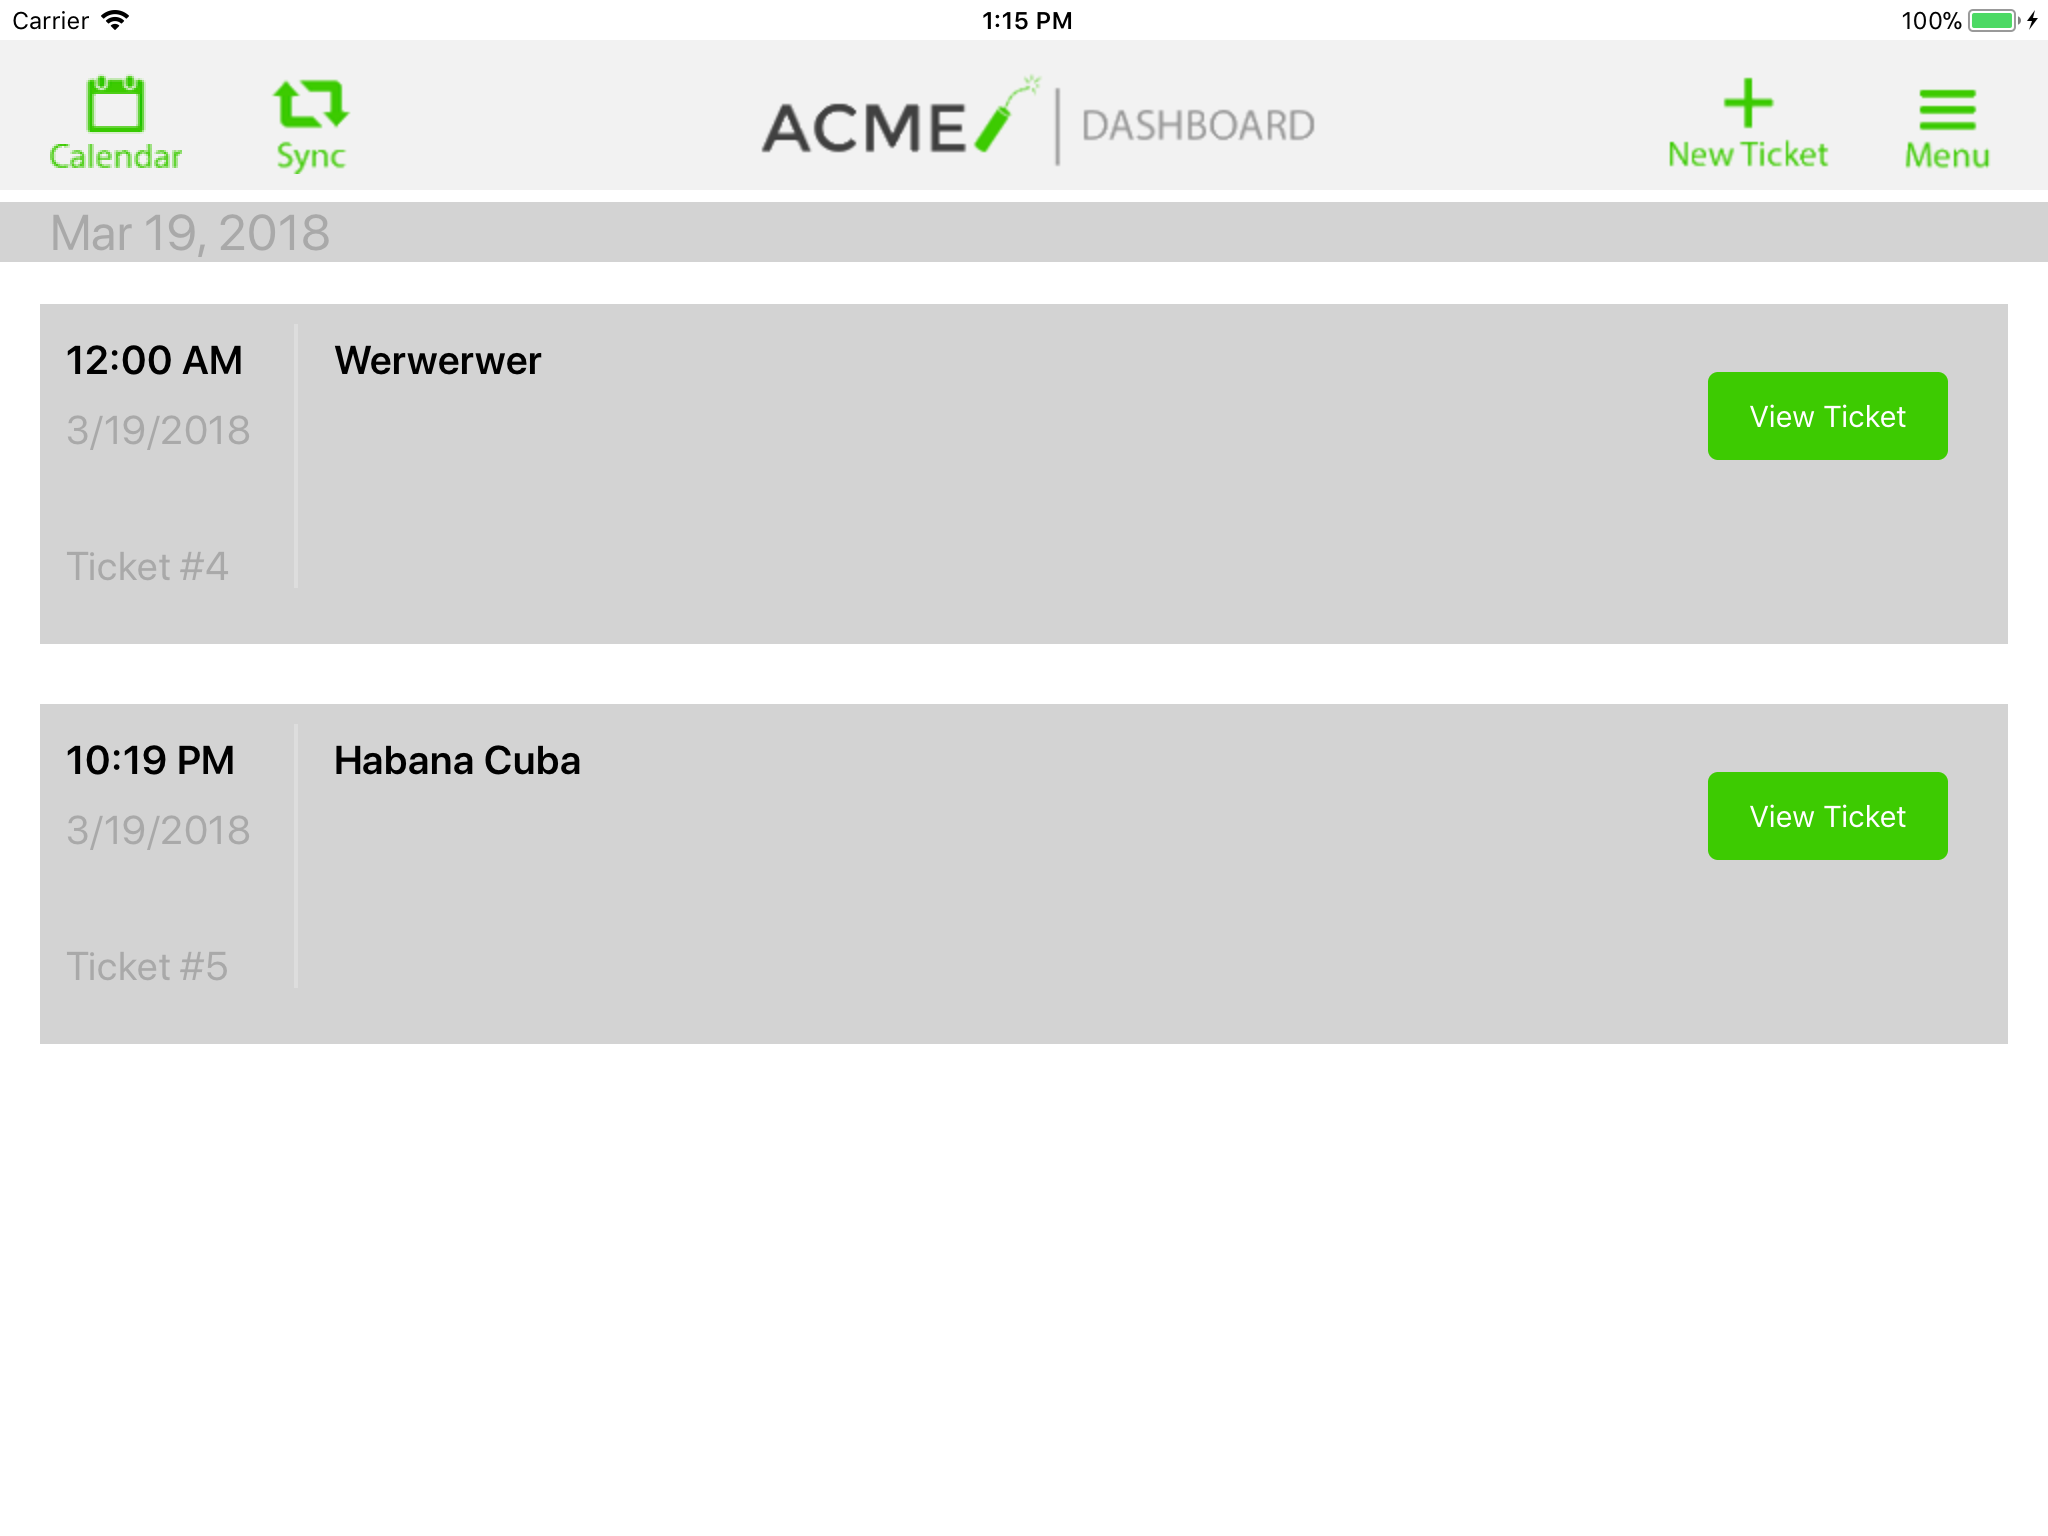 Carrier 1:15 PM 100%
Calendar Sync ACME DASHBOARD New Ticket Menu
Mar 19, 2018
12:00 AM Werwerwer
3/19/2018
View Ticket
Ticket #4
10:19 PM Habana Cuba
3/19/2018
View Ticket
Ticket #5